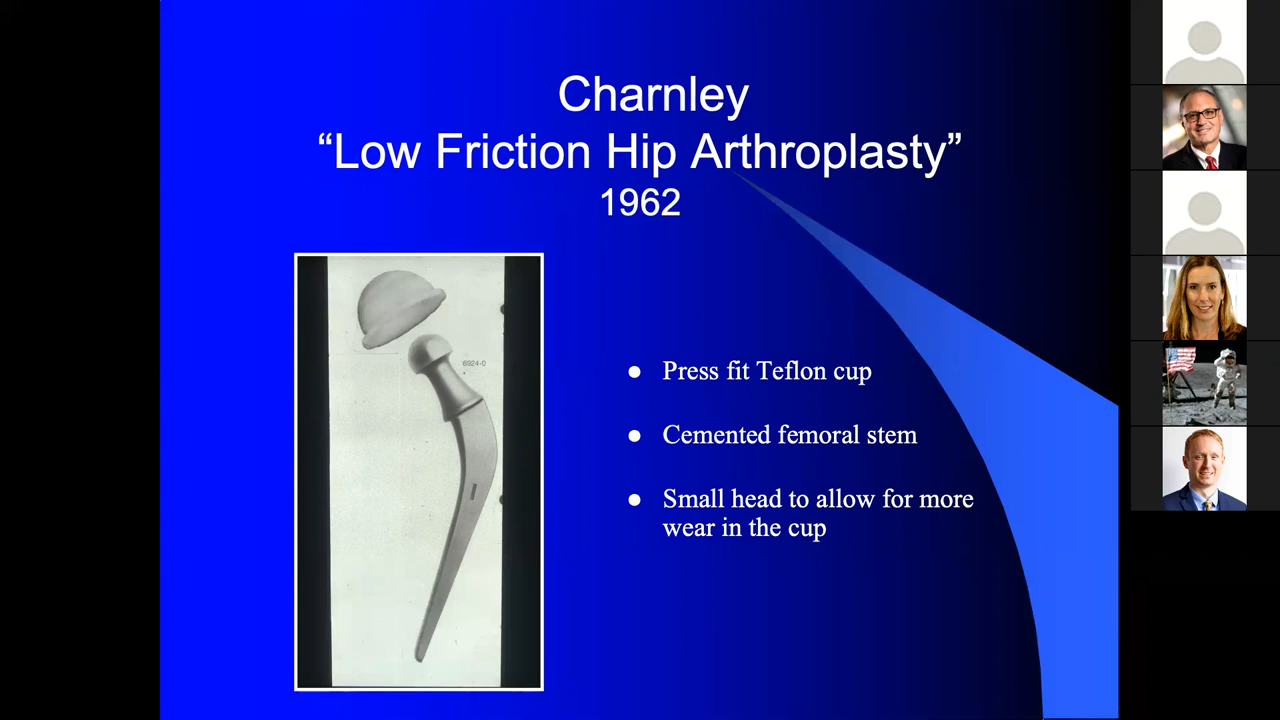 Charnley
“Low Friction Hip Arthroplasty”
1962
6924-0
● Press fit Teflon cup
● Cemented femoral stem
● Small head to allow for more
wear in the cup